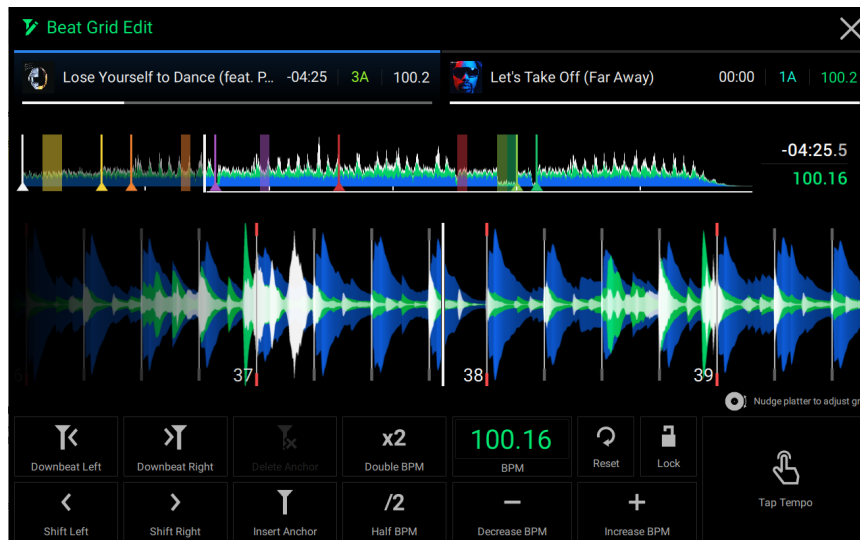 Beat Grid Edit
Lose Yourself to Dance (feat. P... -04:25 3A 100.2
Let's Take Off (Far Away) 00:00 1A 100.2
-04:25.5
100.16
37 38 39
Nudge platter to adjust gr
x2 100.16
Downbeat Left Downbeat Right Delete Anchor Double BPM BPM Reset Lock
/2
Tap Tempo
Shift Left Shift Right Insert Anchor Half BPM Decrease BPM Increase BPM